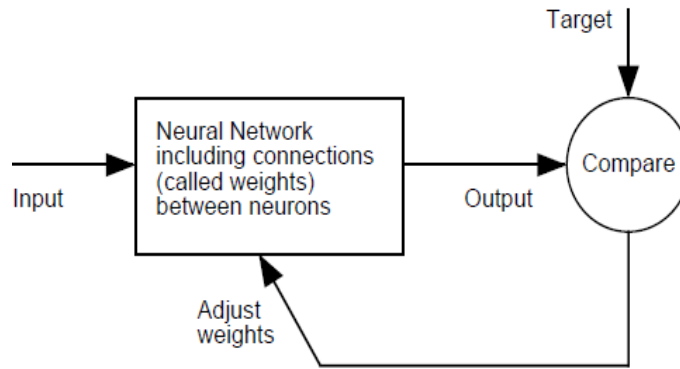 Target
Neural Network
including connections
(called weights)
between neurons
Compare
Input
Output
Adjust
weights